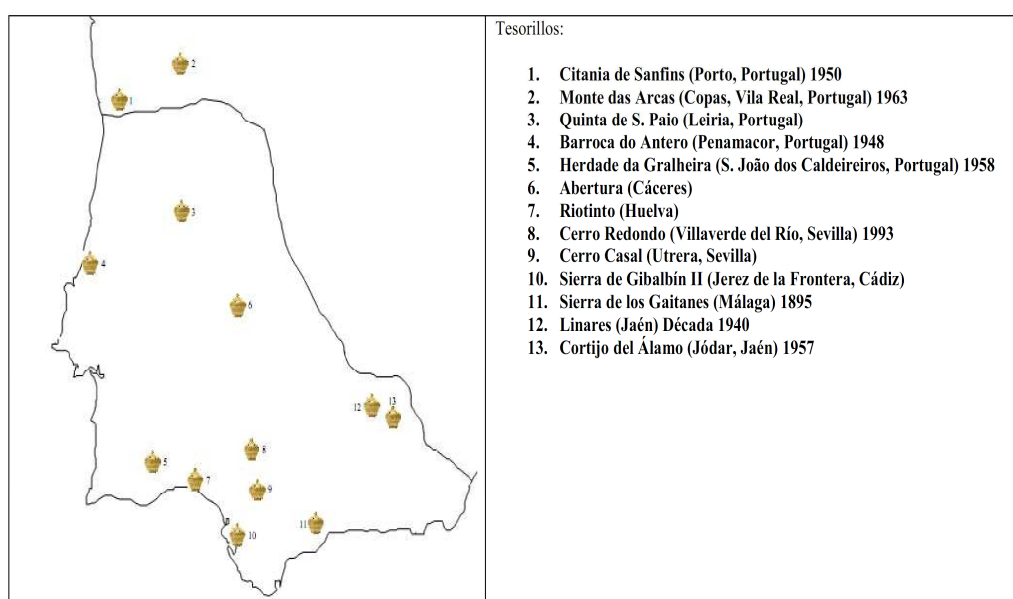 Tesorillos:
1. Citania de Sanfins (Porto, Portugal) 1950
2. Monte das Arcas (Copas, Vila Real, Portugal) 1963
3. Quinta de S. Paio (Leiria, Portugal)
4. Barroca do Antero (Penamacor, Portugal) 1948
5. Herdade da Gralheira (S. João dos Caldeireiros, Portugal) 1958
6. Abertura (Cáceres)
7. Riotinto (Huelva)
8. Cerro Redondo (Villaverde del Río, Sevilla) 1993
9. Cerro Casal (Utrera, Sevilla)
10. Sierra de Gibalbín II (Jerez de la Frontera, Cádiz)
11. Sierra de los Gaitanes (Málaga) 1895
12. Linares (Jaén) Década 1940
13. Cortijo del Álamo (Jódar, Jaén) 1957
2
1
3
4
6
12
13
8
5
7
9
11
10